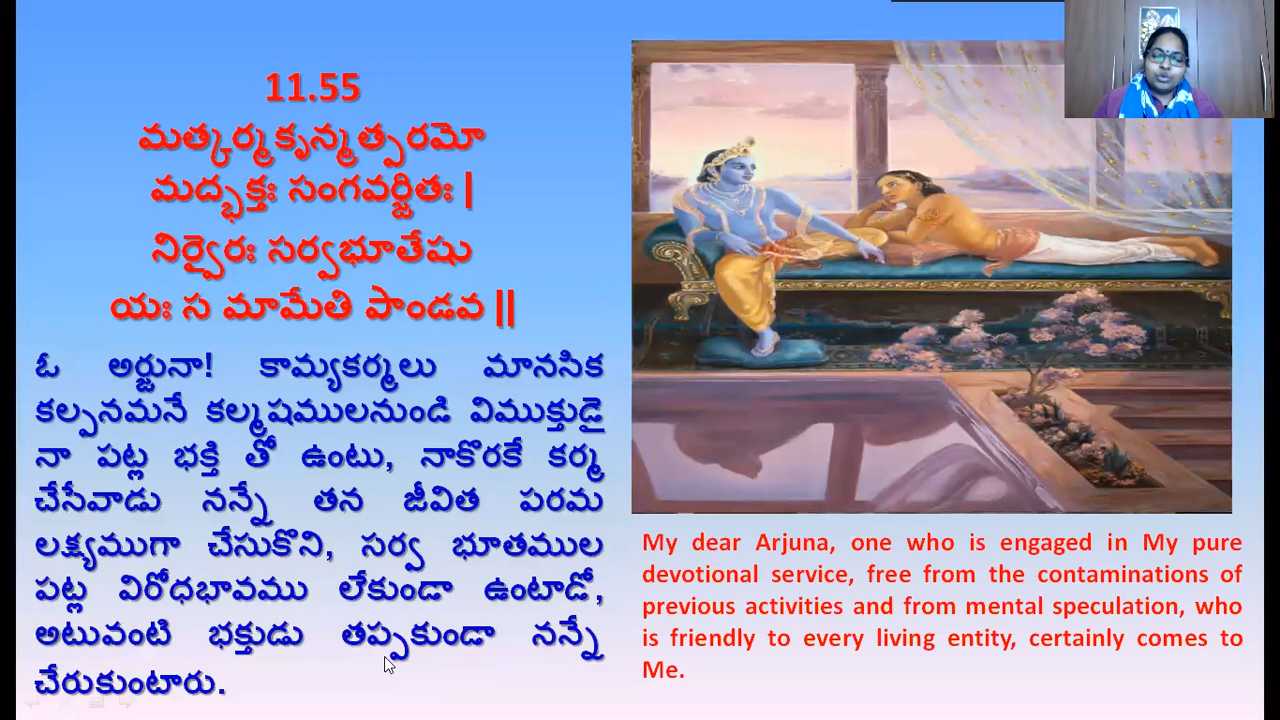 11.55
మత్కర్మకృన్మత్పరమో
మద్భక్తః సంగవర్జితః |
నిర్వైరః సర్వభూతేషు
యః స మామేతి పాండవ ||
ఓ అర్జునా! కామ్యకర్మలు మానసిక
కల్పనమనే కల్మషములనుండి విముక్తుడై
నా పట్ల భక్తి తో ఉంటు, నాకొరకే కర్మ
చేసేవాడు నన్నే తన జీవిత పరమ
లక్ష్యముగా చేసుకొని, సర్వ భూతముల
పట్ల విరోధభావము లేకుండా ఉంటాడో,
అటువంటి భక్తుడు తప్పకుండా నన్నే
చేరుకుంటారు.
My dear Arjuna, one who is engaged in My pure
devotional service, free from the contaminations of
previous activities and from mental speculation, who
is friendly to every living entity, certainly comes to
Me.